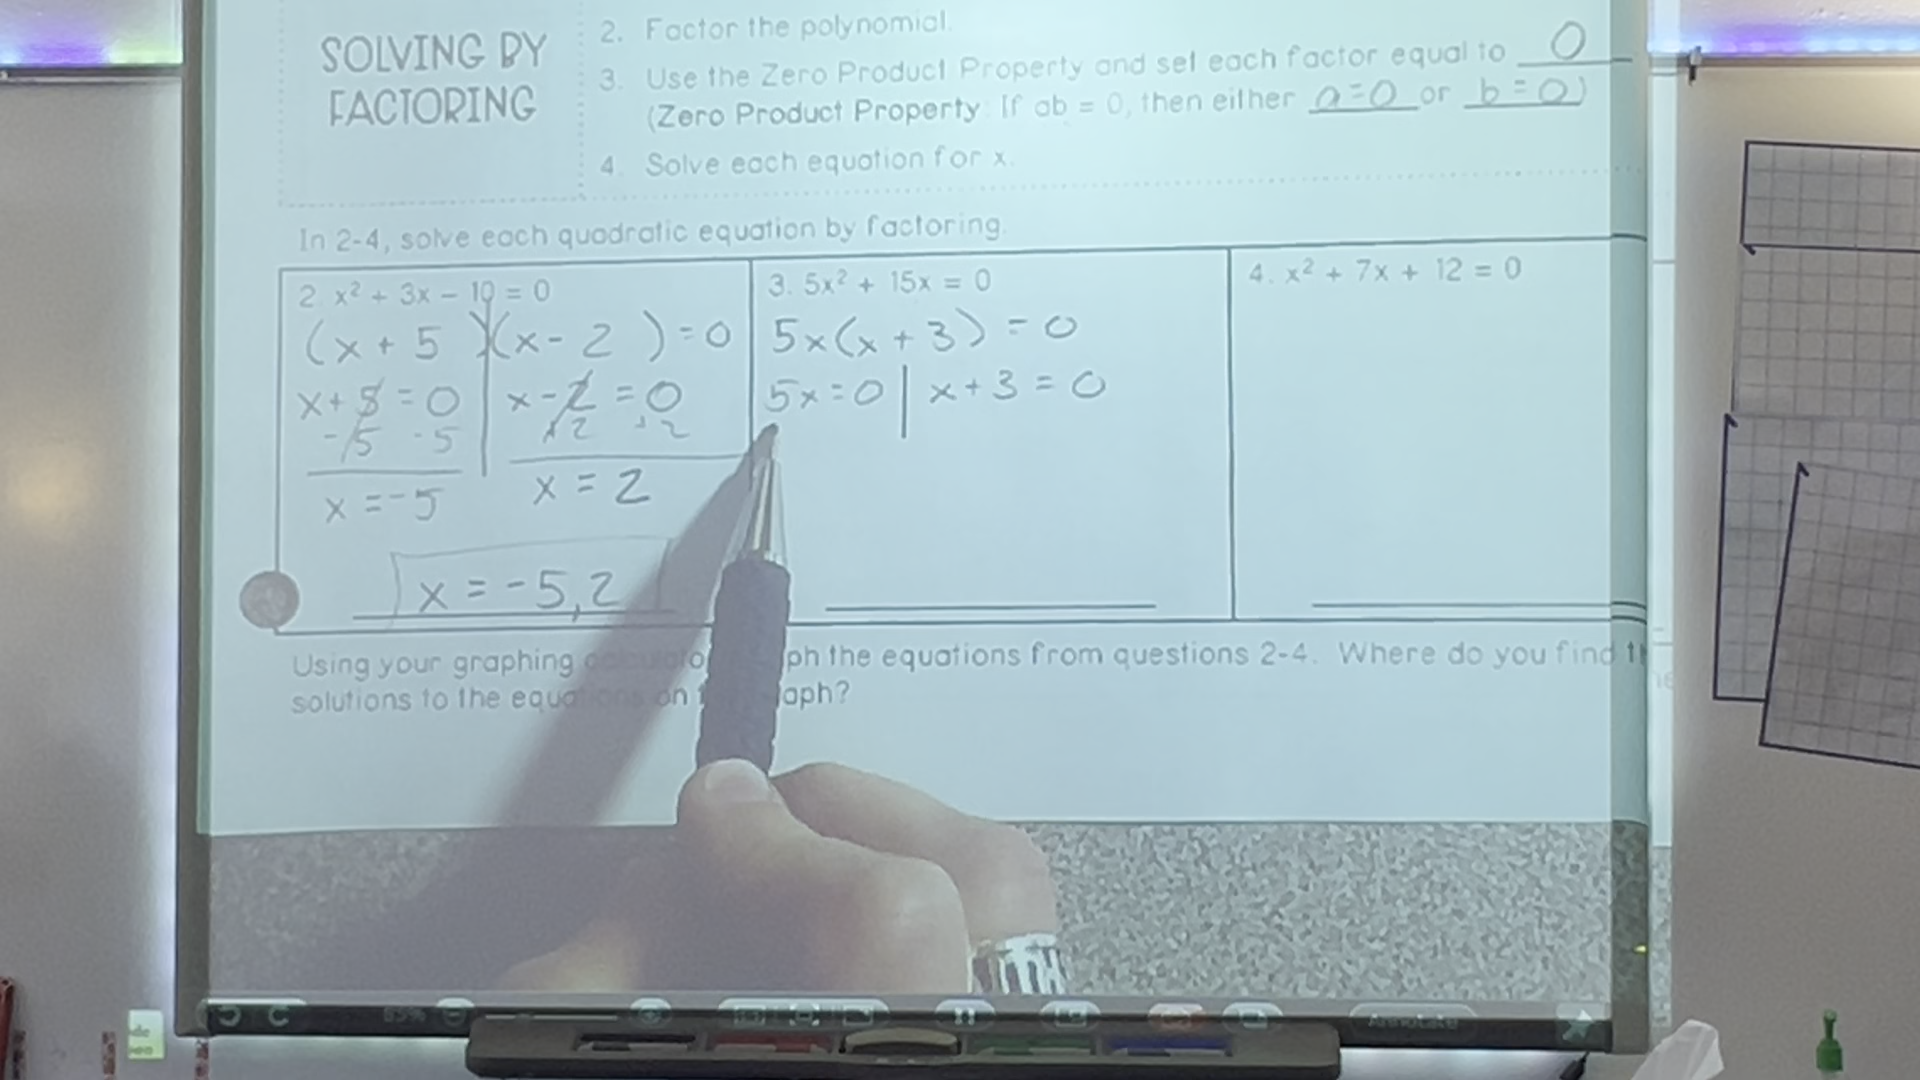 SOLVING BY
FACTORING
2. Factor the polynomial.
3. Use the Zero Product Property and set each factor equal to 0
(Zero Product Property: If ab = 0, then either a=0 or b=0)
4. Solve each equation for x.
In 2-4, solve each quadratic equation by factoring.
2. x² + 3x − 10 = 0
(x + 5)(x - 2) = 0
x + 5 = 0 x - 2 = 0
-5 -5 +2 +2
x = -5 x = 2
x = -5, 2
3. 5x² + 15x = 0
5x(x + 3) = 0
5x = 0 | x + 3 = 0
4. x² + 7x + 12 = 0
Using your graphing ph the equations from questions 2-4. Where do you find
solutions to the equations on aph?
85%
Annotate